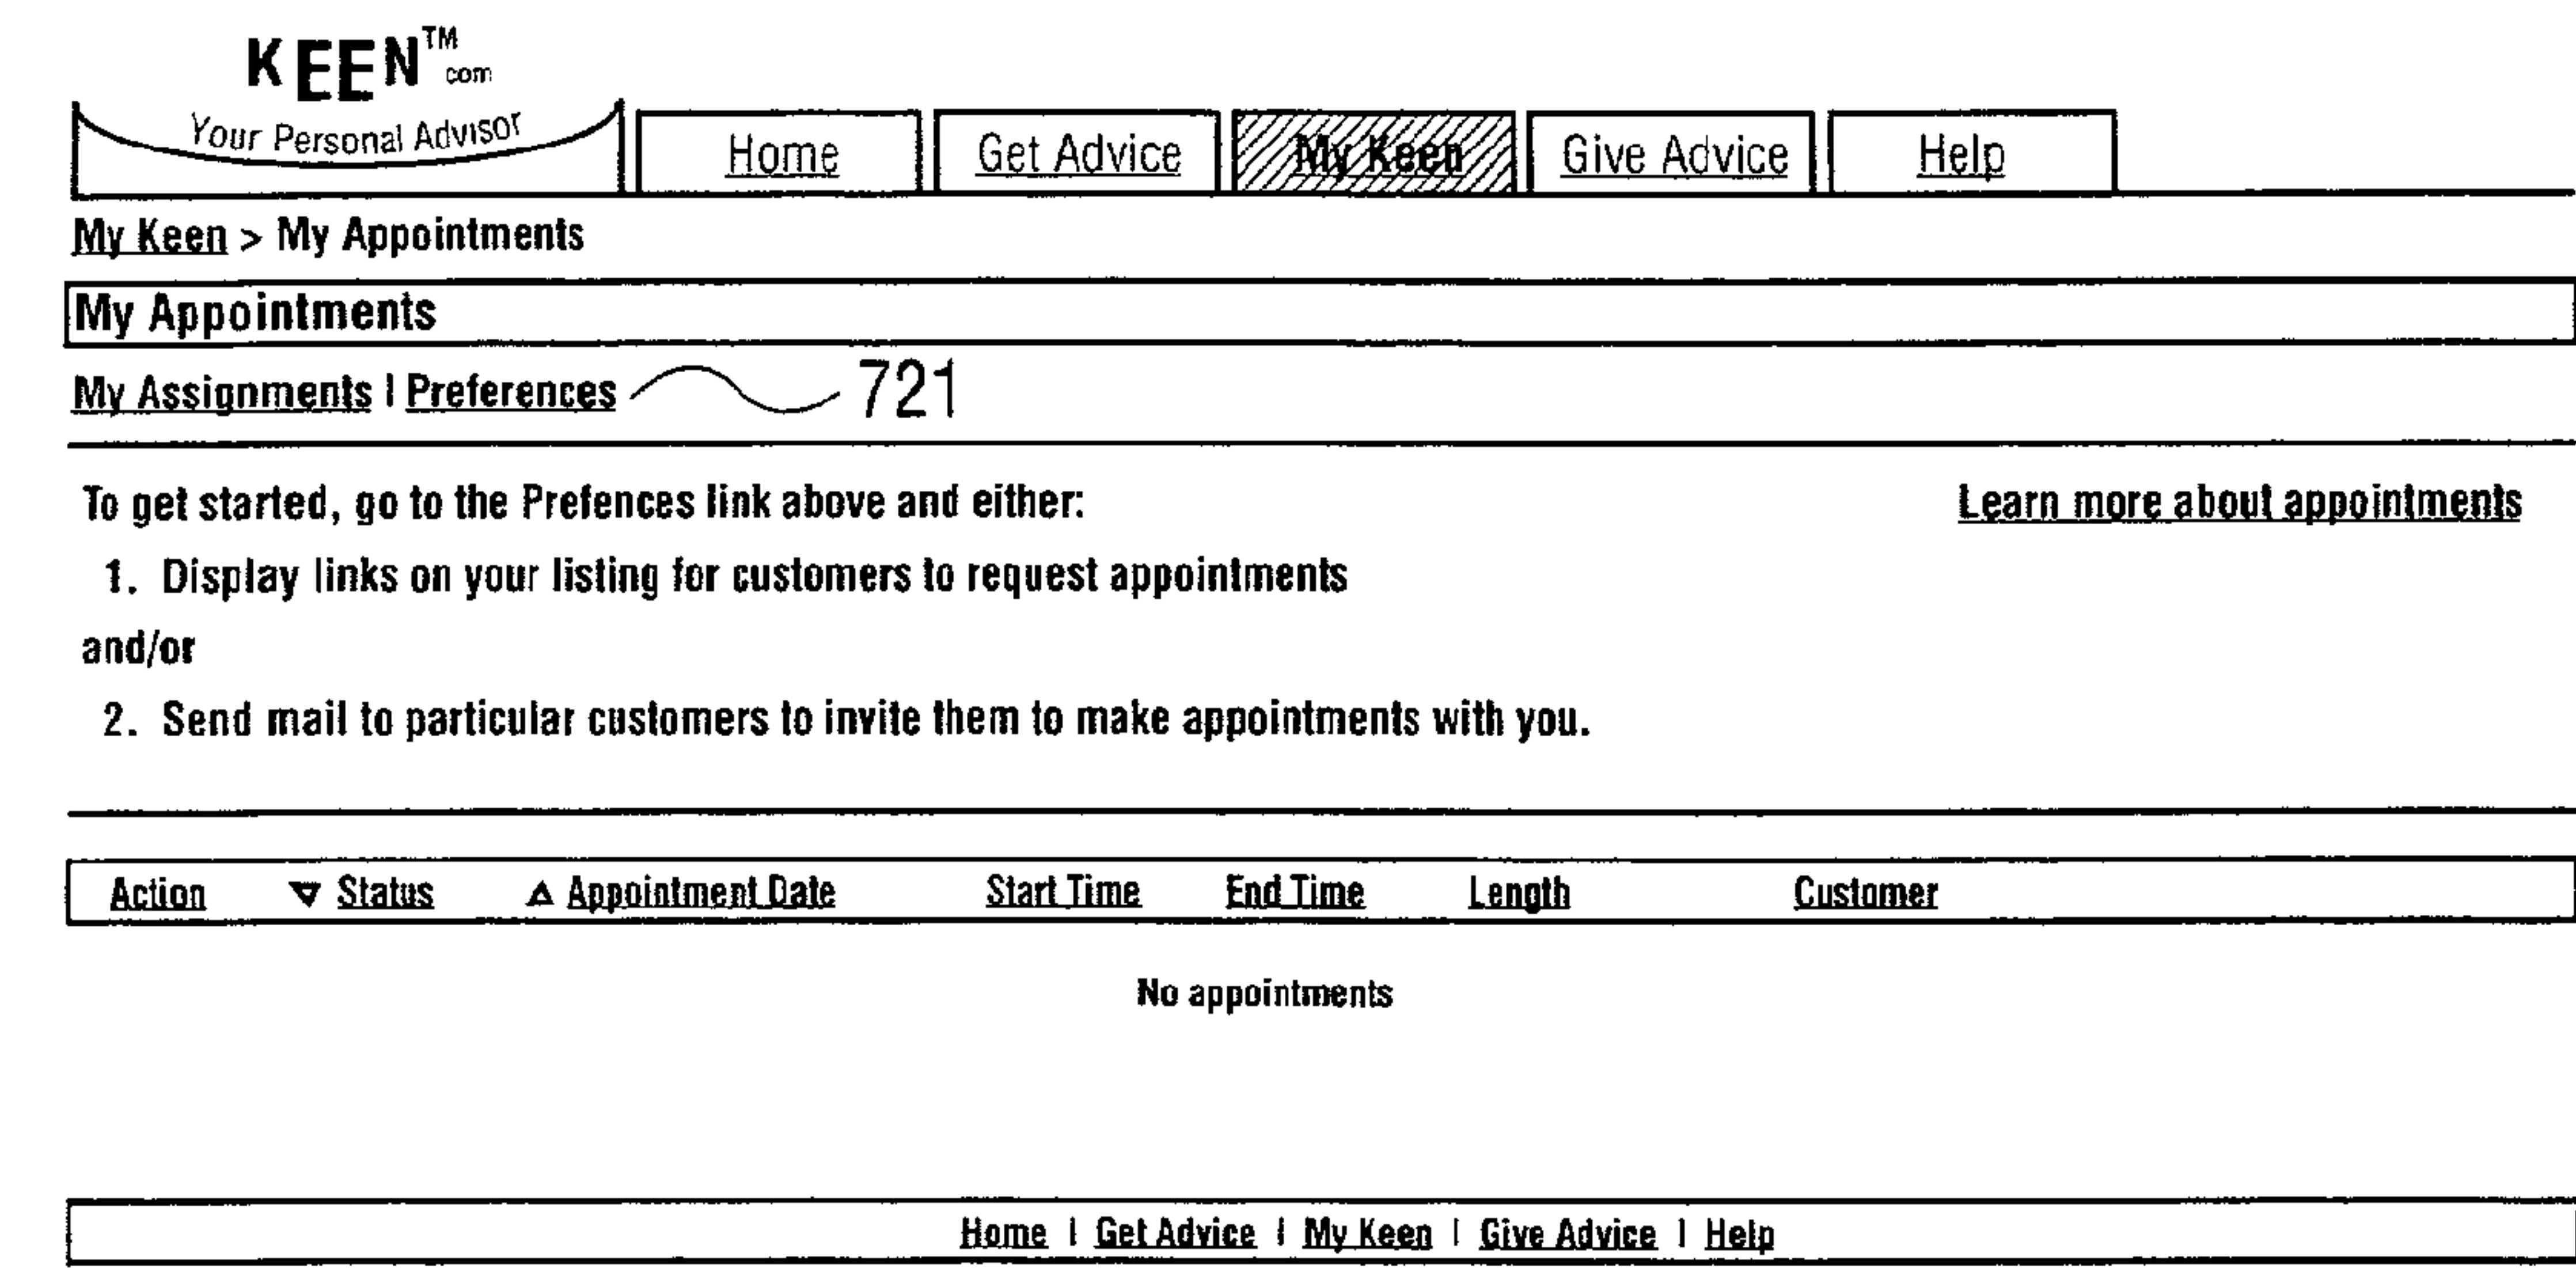 KEEN™
com
Your Personal Advisor
Home Get Advice My Keen Give Advice Help
My Keen > My Appointments
My Appointments
My Assignments | Preferences 721
To get started, go to the Prefences link above and either: Learn more about appointments
1. Display links on your listing for customers to request appointments
and/or
2. Send mail to particular customers to invite them to make appointments with you.
Action Status Appointment Date Start Time End Time Length Customer
No appointments
Home | Get Advice | My Keen | Give Advice | Help